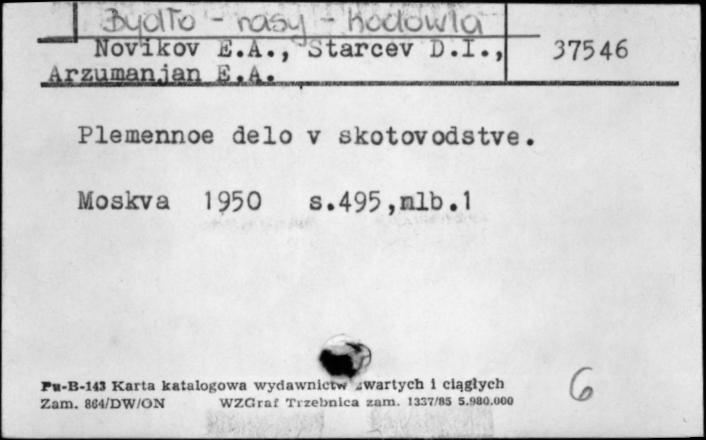 Bydło - rasy - hodowla
Novikov E.A., Starcev D.I., 37546
Arzumanjan E.A.
Plemennoe delo v skotovodstve.
Moskva 1950 s.495,nlb.1
Pu-B-143 Karta katalogowa wydawnictw zwartych i ciągłych
Zam. 864/DW/ON WZGraf Trzebnica zam. 1337/85 5.980.000
6